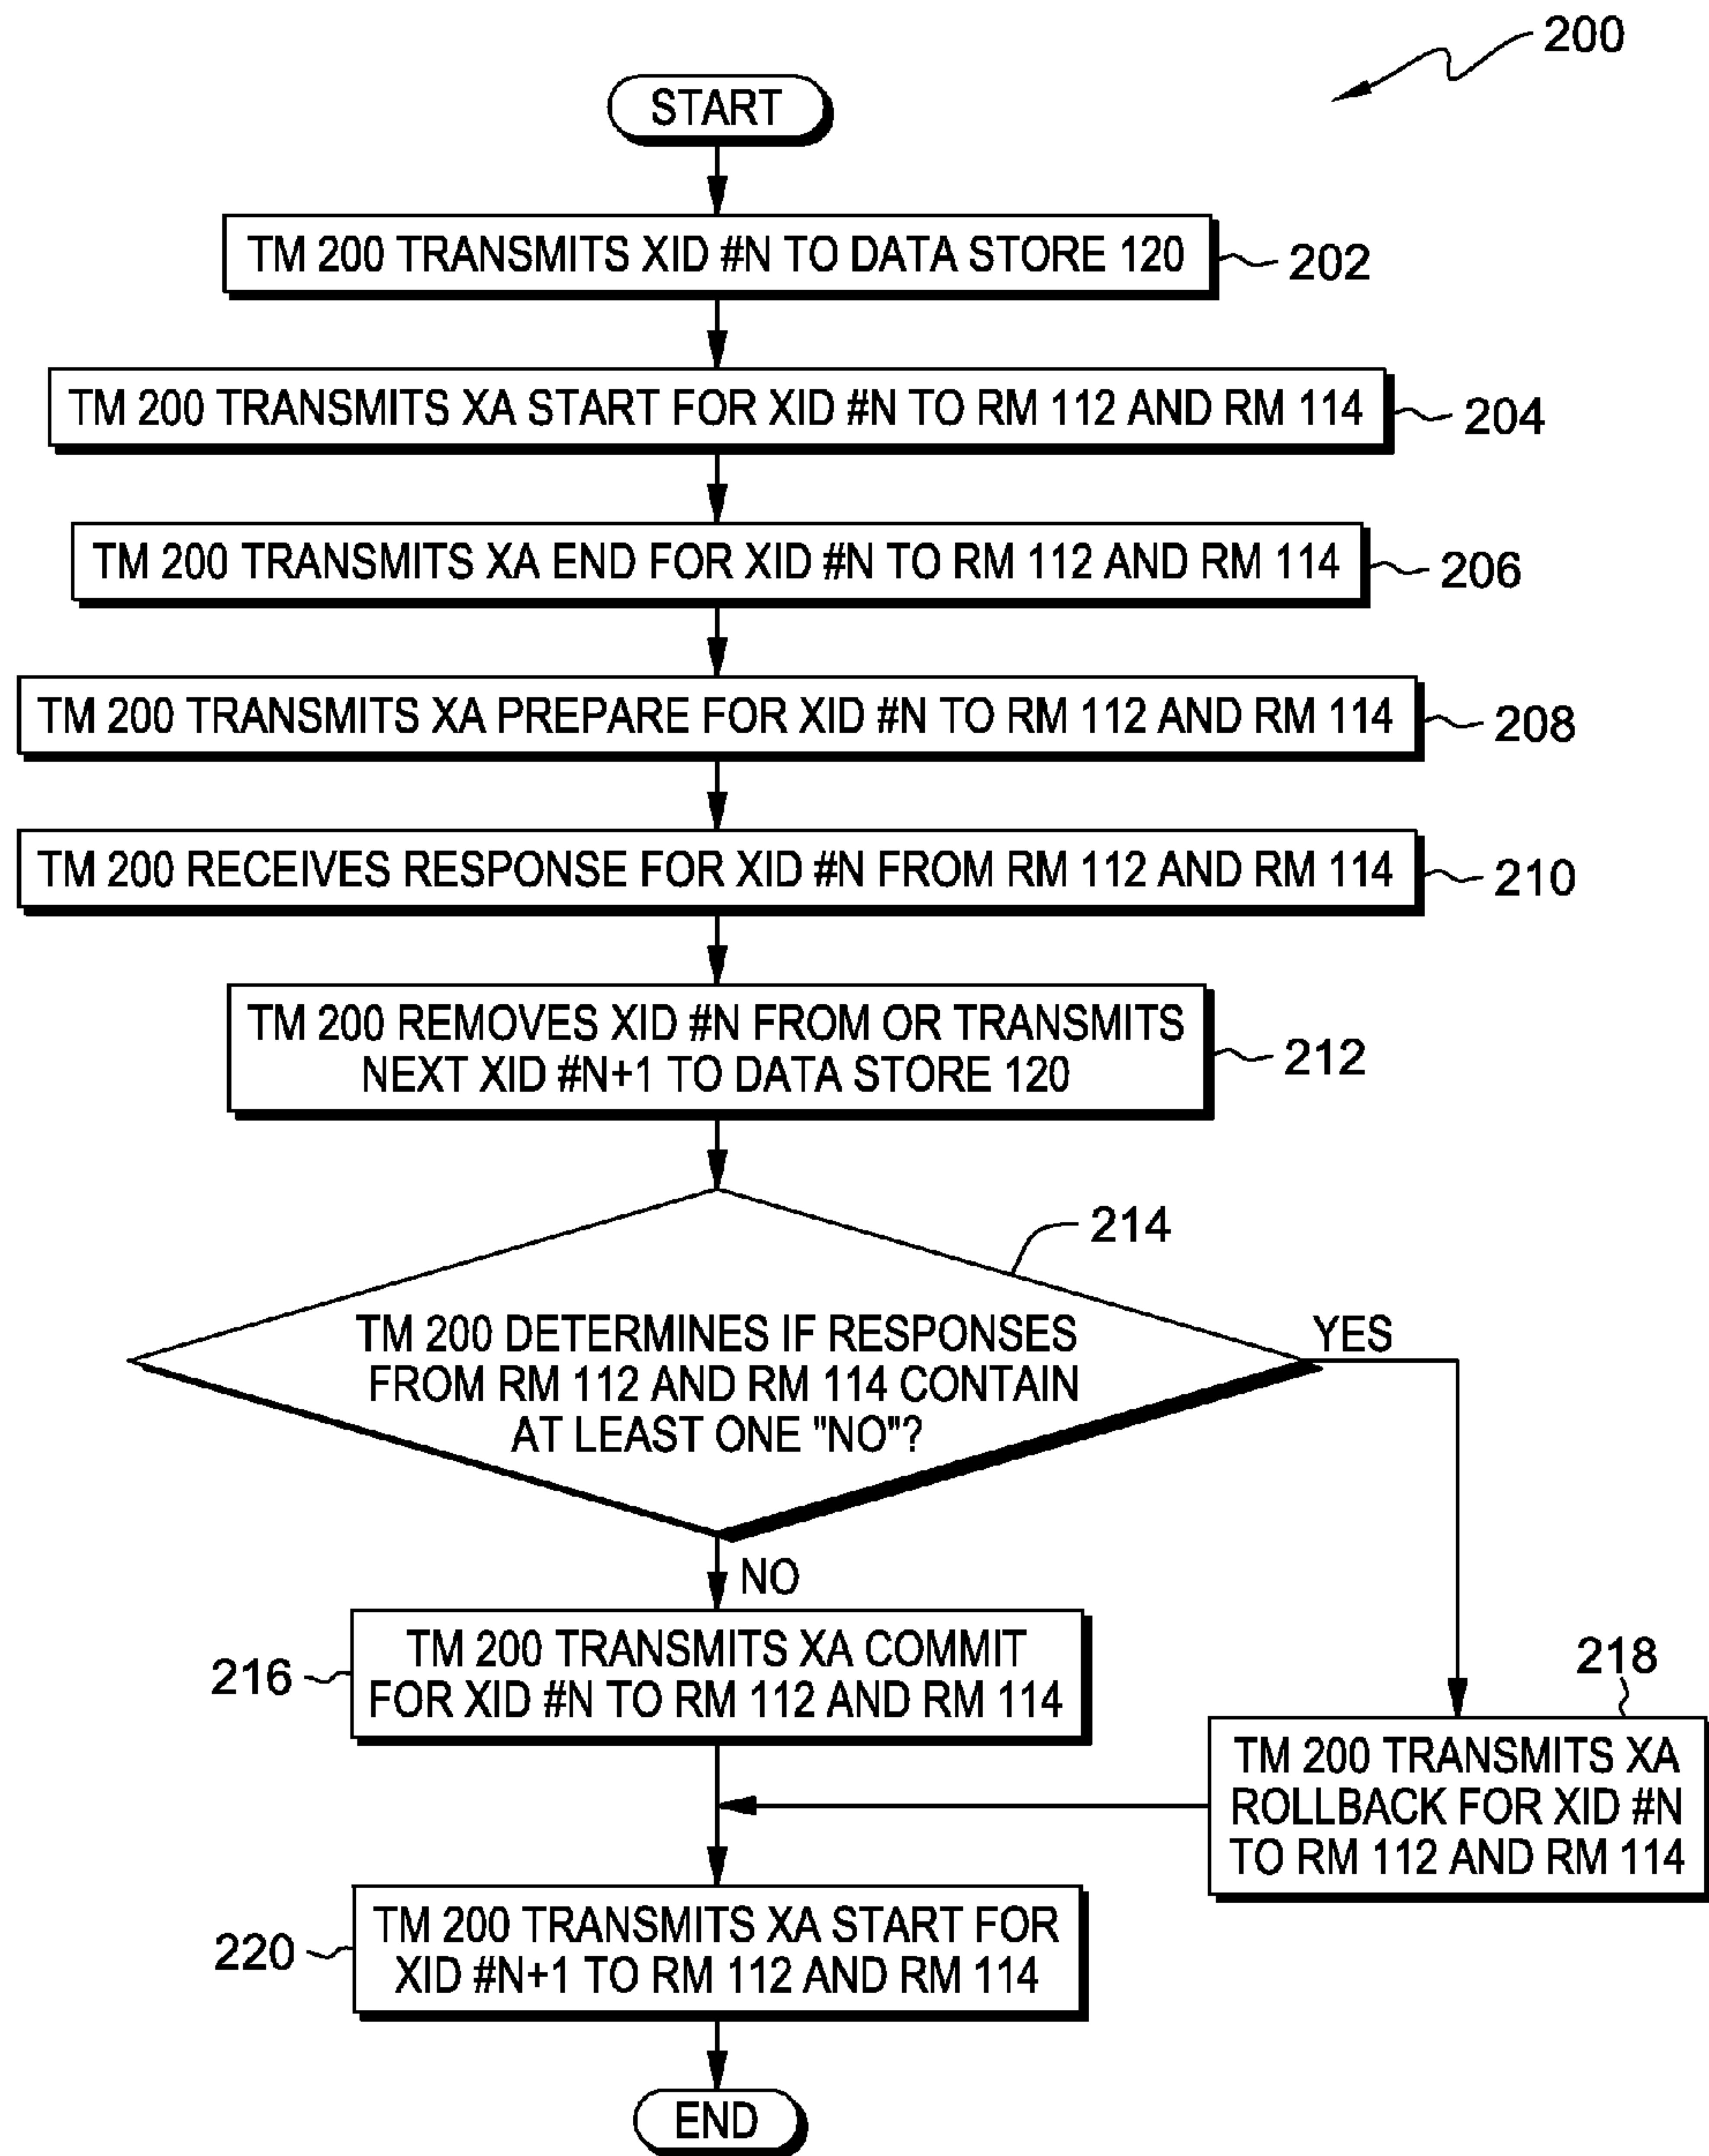 200
START
TM 200 TRANSMITS XID #N TO DATA STORE 120
202
TM 200 TRANSMITS XA START FOR XID #N TO RM 112 AND RM 114
204
TM 200 TRANSMITS XA END FOR XID #N TO RM 112 AND RM 114
206
TM 200 TRANSMITS XA PREPARE FOR XID #N TO RM 112 AND RM 114
208
TM 200 RECEIVES RESPONSE FOR XID #N FROM RM 112 AND RM 114
210
TM 200 REMOVES XID #N FROM OR TRANSMITS
NEXT XID #N+1 TO DATA STORE 120
212
214
TM 200 DETERMINES IF RESPONSES
FROM RM 112 AND RM 114 CONTAIN
AT LEAST ONE "NO"?
YES
NO
216
TM 200 TRANSMITS XA COMMIT
FOR XID #N TO RM 112 AND RM 114
218
TM 200 TRANSMITS XA
ROLLBACK FOR XID #N
TO RM 112 AND RM 114
220
TM 200 TRANSMITS XA START FOR
XID #N+1 TO RM 112 AND RM 114
END